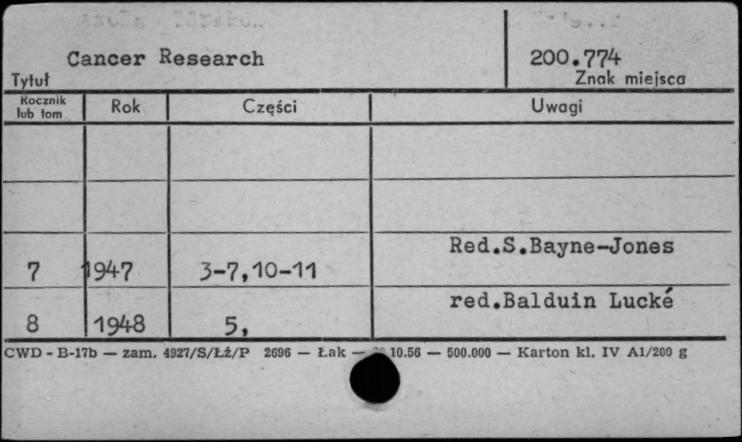 Cancer Research 200.774
Tytuł Znak miejsca
Rocznik lub tom Rok Części Uwagi
Red.S.Bayne-Jones
7 1947 3-7,10-11
red.Balduin Lucké
8 1948 5,
CWD - B-17b — zam. 4927/S/Łź/P 2696 — Łak — 10.56 — 500.000 — Karton kl. IV A1/200 g